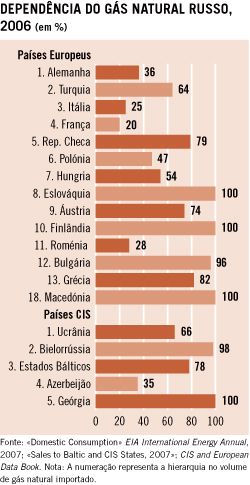 DEPENDÊNCIA DO GÁS NATURAL RUSSO,
2006 (em %)
Países Europeus
1. Alemanha 36
2. Turquia 64
3. Itália 25
4. França 20
5. Rep. Checa 79
6. Polónia 47
7. Hungria 54
8. Eslováquia 100
9. Áustria 74
10. Finlândia 100
11. Roménia 28
12. Bulgária 96
13. Grécia 82
18. Macedónia 100
Países CIS
1. Ucrânia 66
2. Bielorrússia 98
3. Estados Bálticos 78
4. Azerbeijão 35
5. Geórgia 100
0 20 40 60 80 100
Fonte: «Domestic Consumption» EIA International Energy Annual,
2007; «Sales to Baltic and CIS States, 2007»; CIS and European
Data Book. Nota: A numeração representa a hierarquia no volume
de gás natural importado.